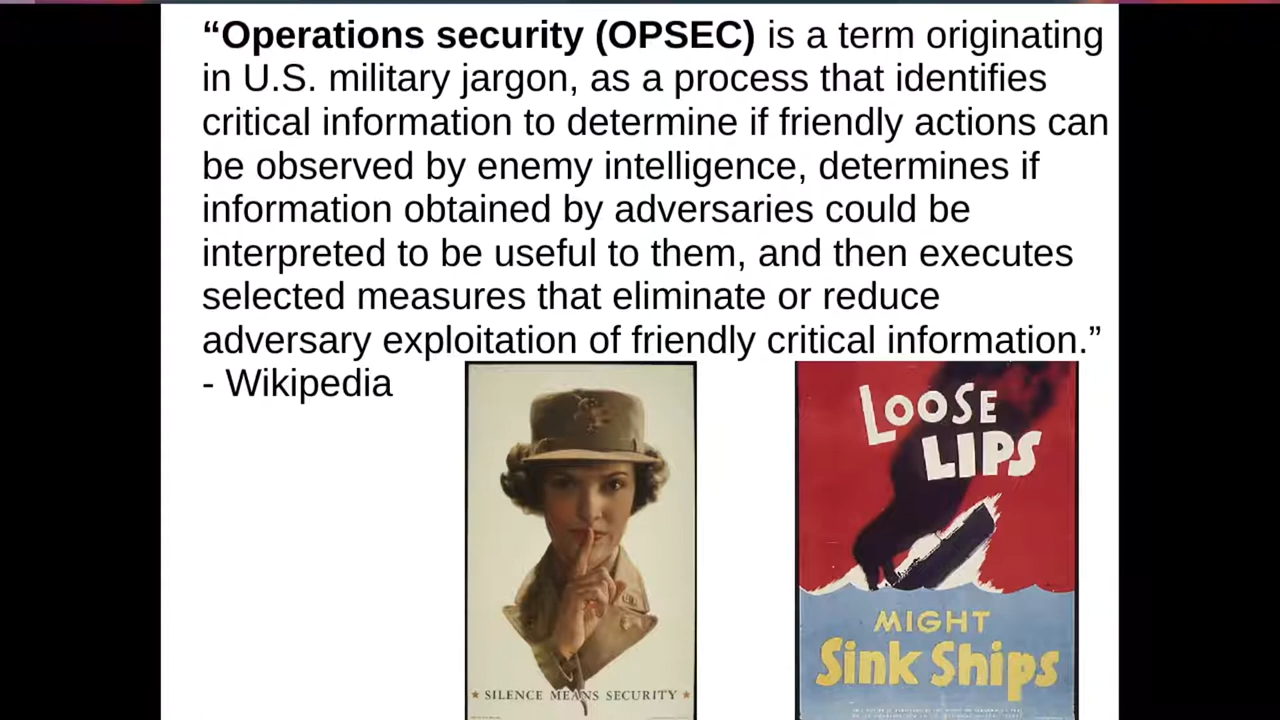 “Operations security (OPSEC) is a term originating
in U.S. military jargon, as a process that identifies
critical information to determine if friendly actions can
be observed by enemy intelligence, determines if
information obtained by adversaries could be
interpreted to be useful to them, and then executes
selected measures that eliminate or reduce
adversary exploitation of friendly critical information.”
- Wikipedia
★ SILENCE MEANS SECURITY ★
LOOSE
LIPS
MIGHT
Sink Ships